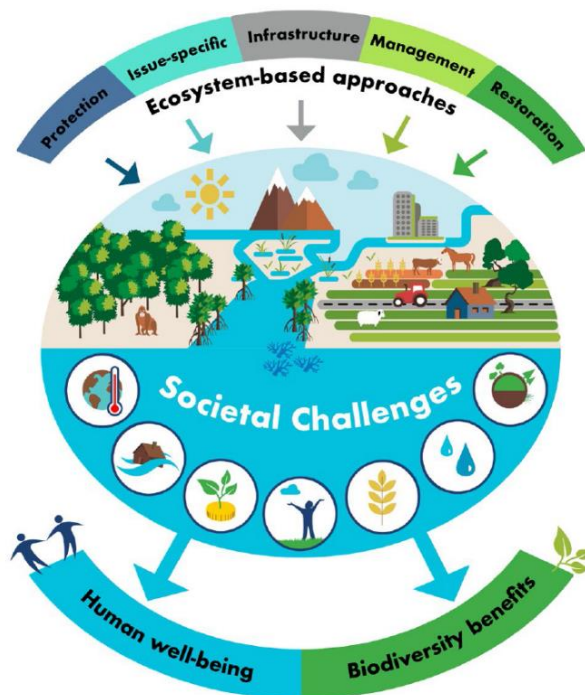 Protection
Issue-specific
Infrastructure
Management
Restoration
Ecosystem-based approaches
Societal Challenges
Human well-being
Biodiversity benefits